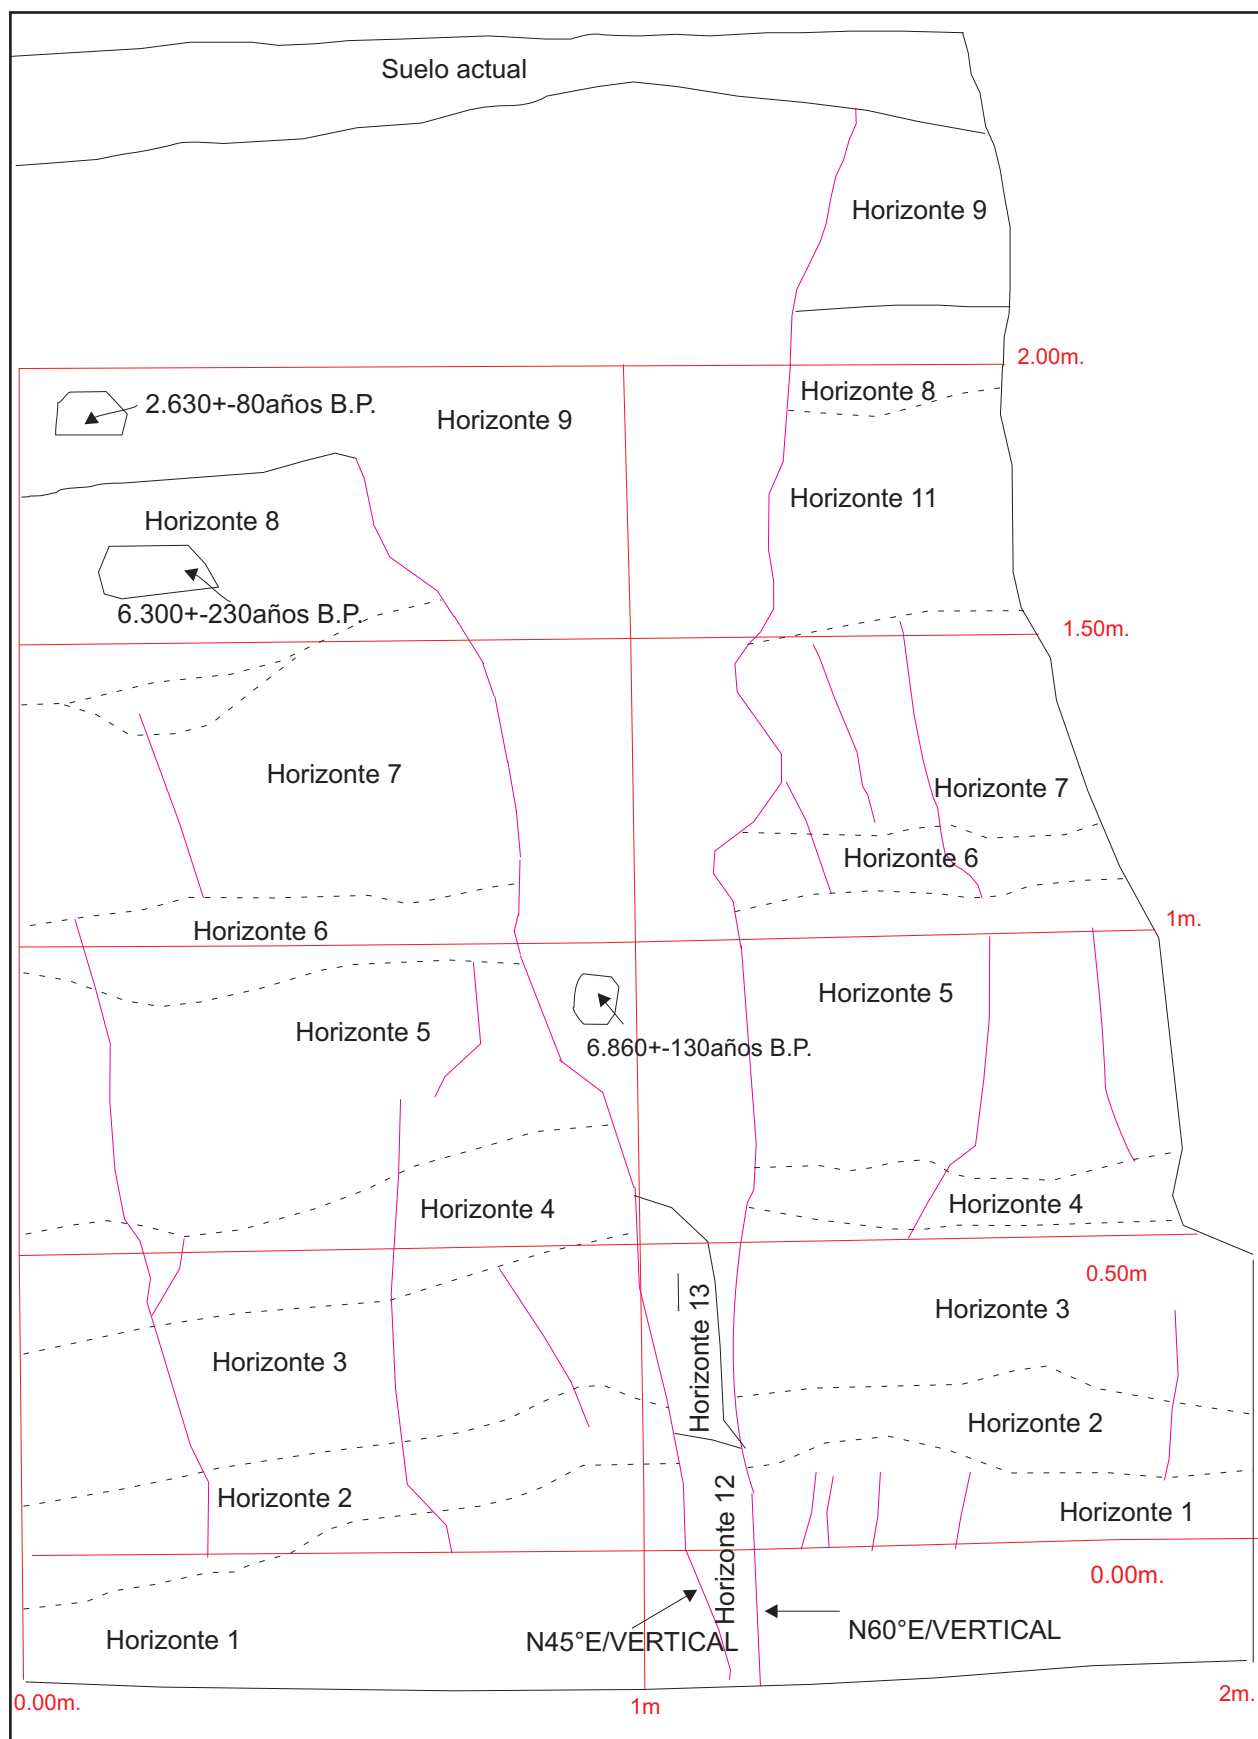 Suelo actual
Horizonte 9
2.00m.
Horizonte 8
2.630+-80años B.P.
Horizonte 9
Horizonte 11
Horizonte 8
6.300+-230años B.P.
1.50m.
Horizonte 7
Horizonte 7
Horizonte 6
1m.
Horizonte 6
Horizonte 5
Horizonte 5
6.860+-130años B.P.
Horizonte 4
Horizonte 4
0.50m
Horizonte 3
Horizonte 13
Horizonte 3
Horizonte 2
Horizonte 2
Horizonte 1
Horizonte 12
0.00m.
Horizonte 1
N45°E/VERTICAL
N60°E/VERTICAL
0.00m.
1m
2m.